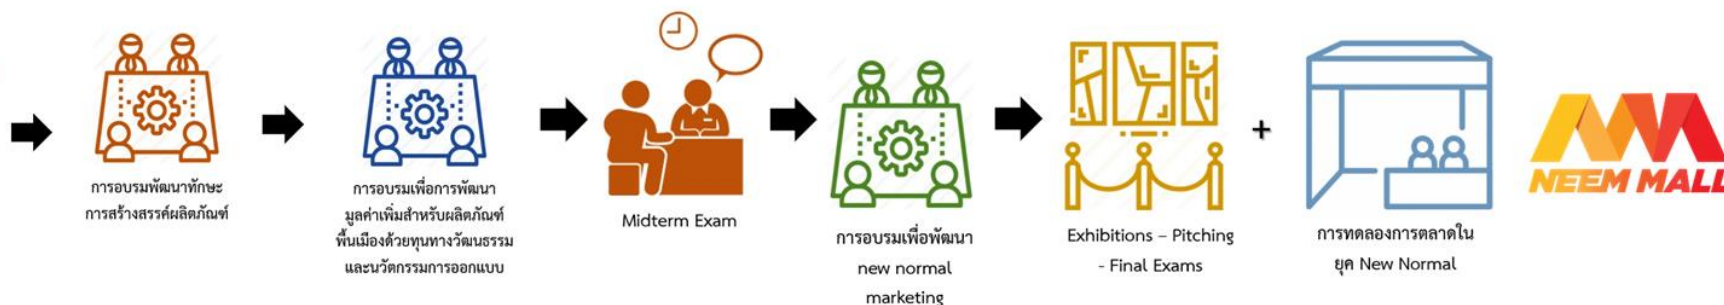 การอบรมพัฒนาทักษะ
การสร้างสรรค์ผลิตภัณฑ์
การอบรมเพื่อการพัฒนา
มูลค่าเพิ่มสำหรับผลิตภัณฑ์
พื้นเมืองด้วยทุนทางวัฒนธรรม
และนวัตกรรมการออกแบบ
Midterm Exam
การอบรมเพื่อพัฒนา
new normal
marketing
Exhibitions – Pitching
- Final Exams
+
การทดลองการตลาดใน
ยุค New Normal
NEEM MALL